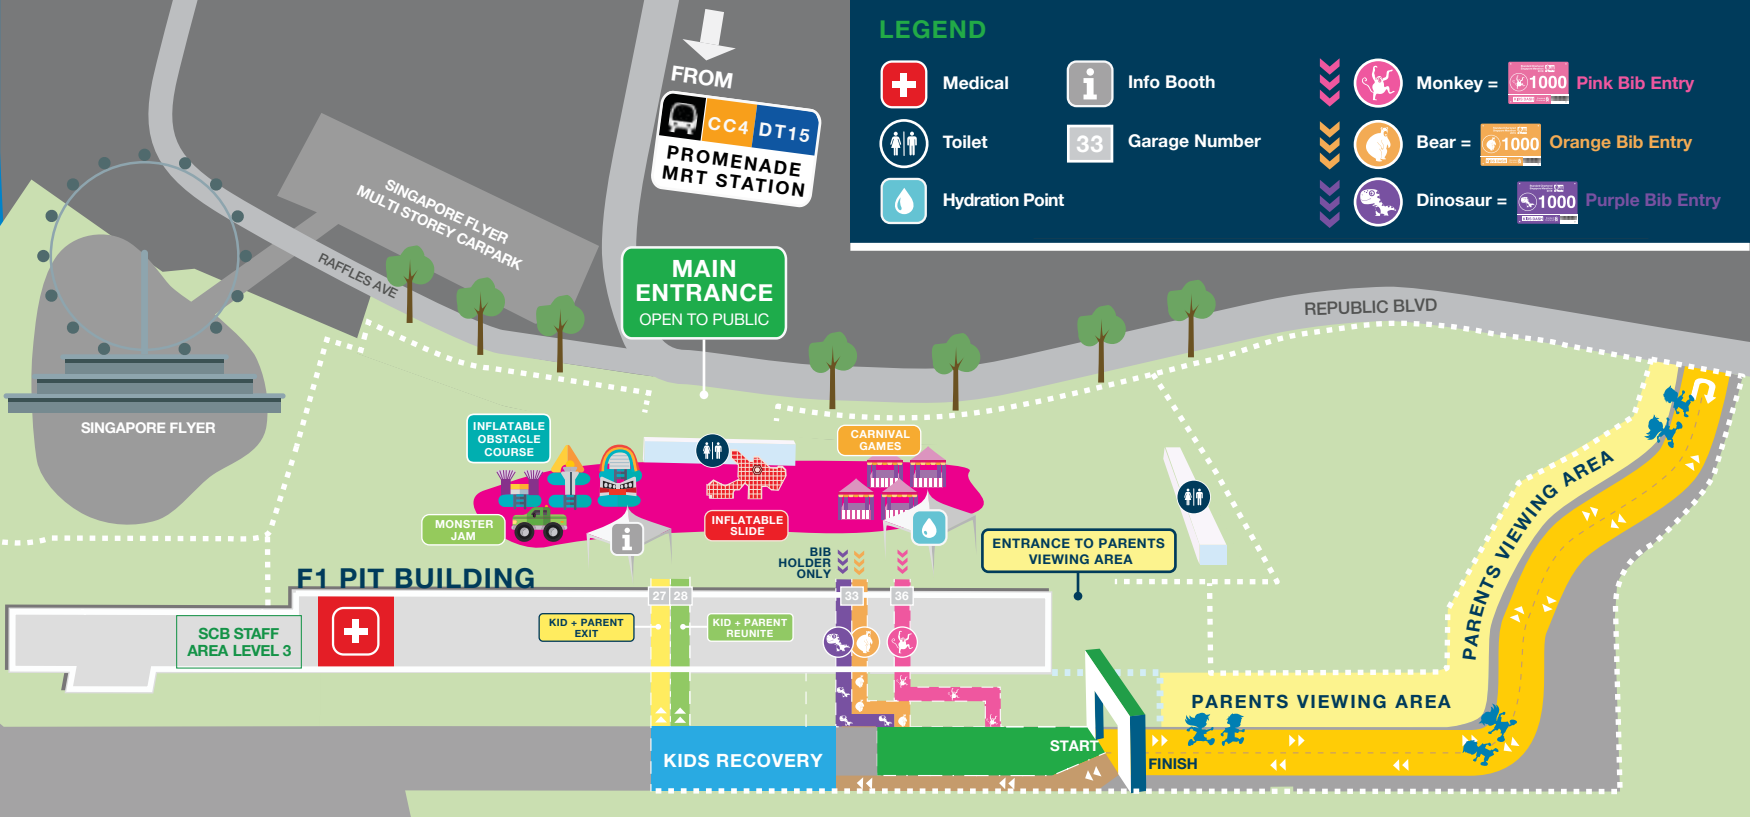 LEGEND
Medical
Toilet
Hydration Point
Info Booth
33
Garage Number
Monkey =
1000
Pink Bib Entry
Bear =
1000
Orange Bib Entry
Dinosaur =
1000
Purple Bib Entry
FROM
CC4 DT15
PROMENADE
MRT STATION
SINGAPORE FLYER
MULTI STOREY CARPARK
RAFFLES AVE
MAIN
ENTRANCE
OPEN TO PUBLIC
REPUBLIC BLVD
SINGAPORE FLYER
INFLATABLE
OBSTACLE
COURSE
CARNIVAL
GAMES
MONSTER
JAM
INFLATABLE
SLIDE
BIB
HOLDER
ONLY
ENTRANCE TO PARENTS
VIEWING AREA
PARENTS VIEWING AREA
F1 PIT BUILDING
27 28
33
36
SCB STAFF
AREA LEVEL 3
KID + PARENT
EXIT
KID + PARENT
REUNITE
PARENTS VIEWING AREA
KIDS RECOVERY
START
FINISH